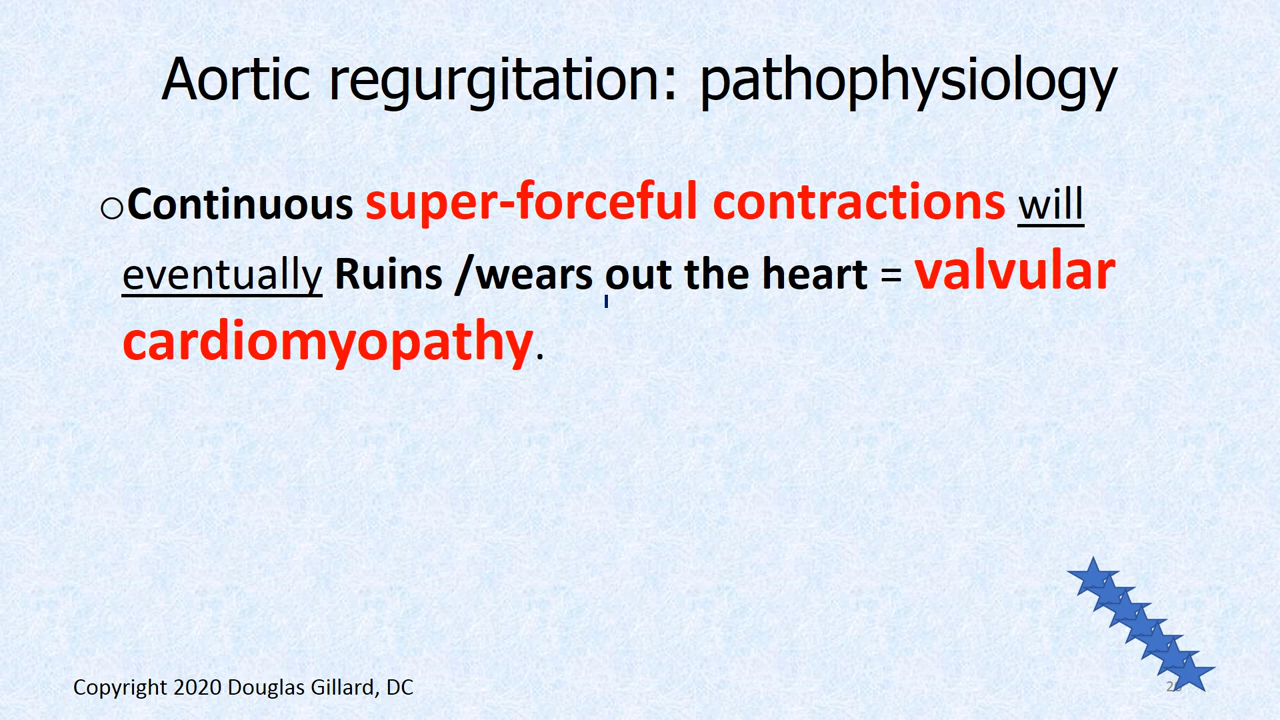 Aortic regurgitation: pathophysiology
○Continuous super-forceful contractions will
eventually Ruins /wears out the heart = valvular
cardiomyopathy.
Copyright 2020 Douglas Gillard, DC